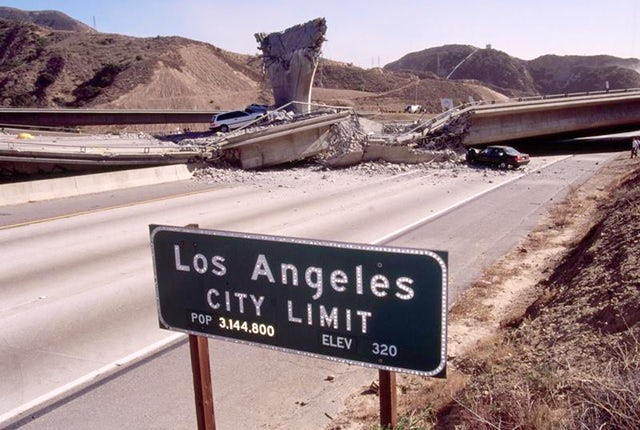 Los Angeles
CITY LIMIT
POP 3,144,800
ELEV 320